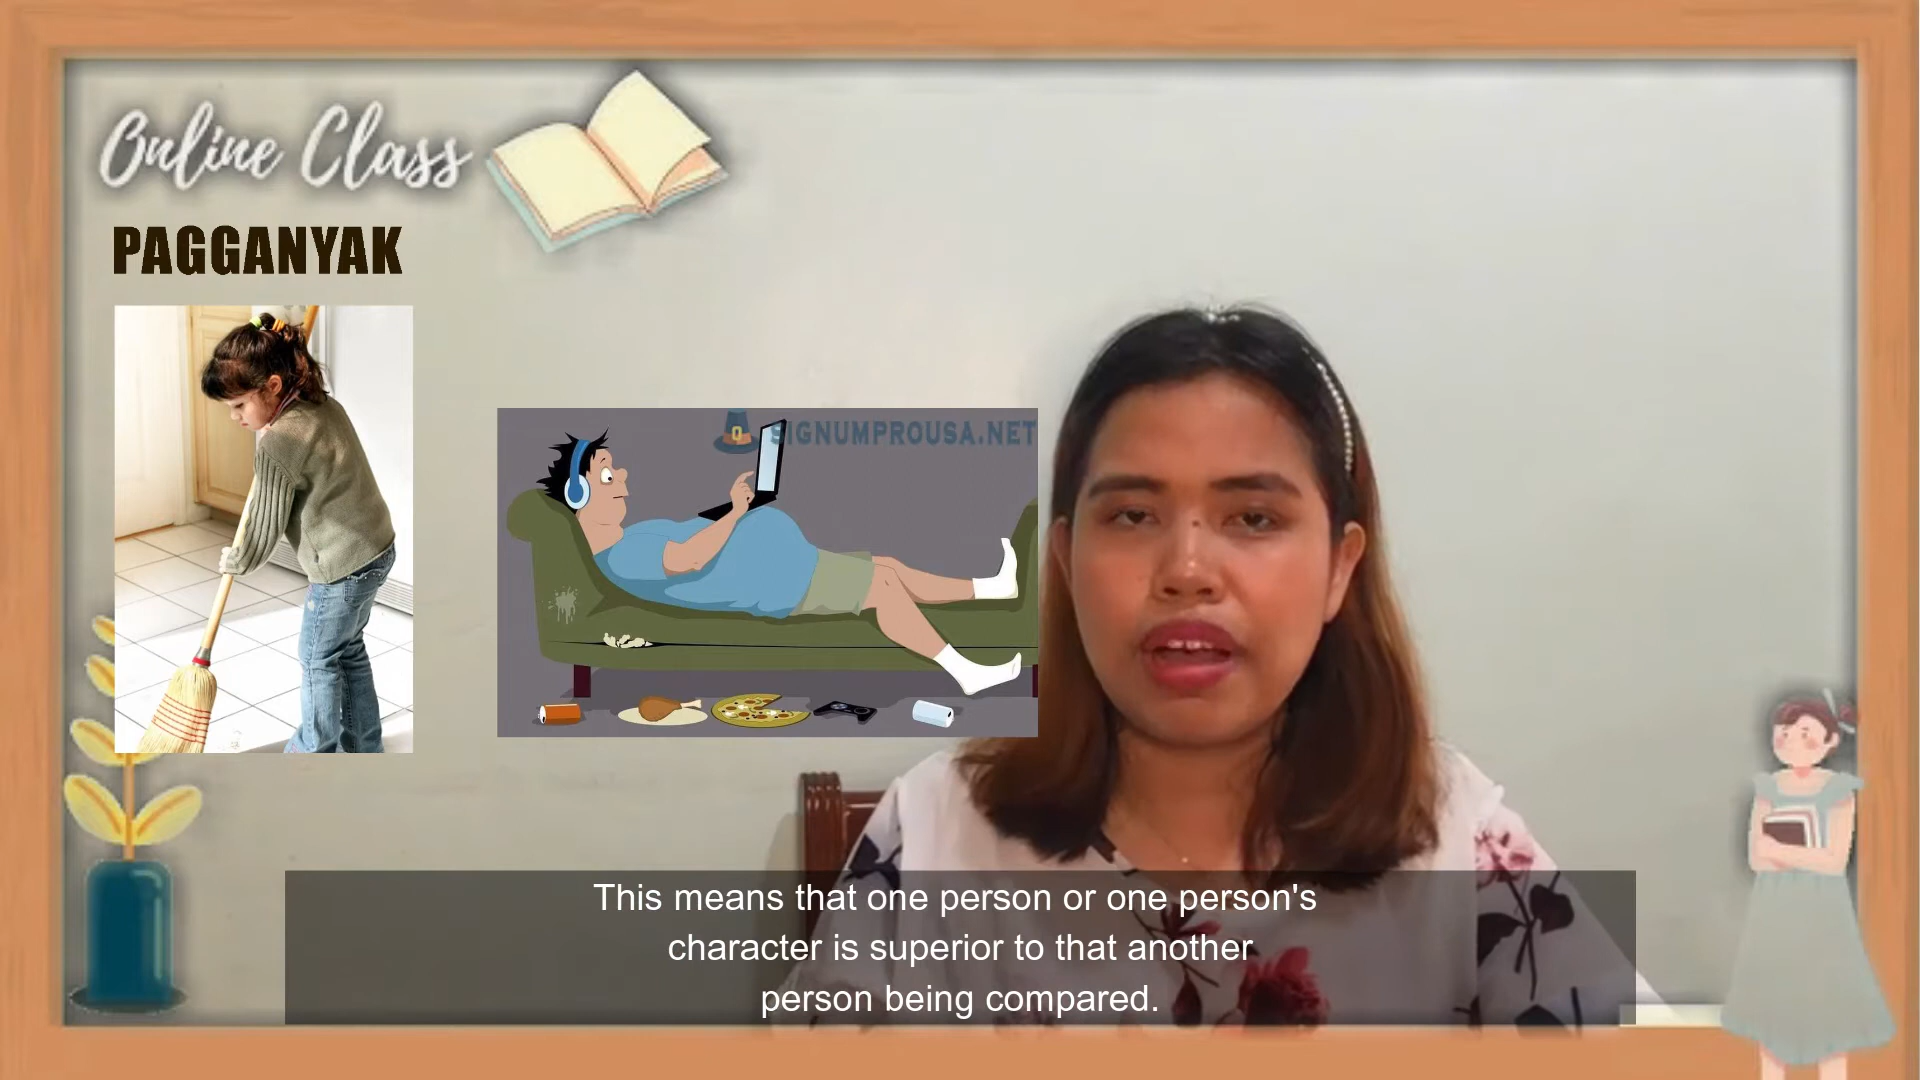 Online Class
PAGGANYAK
SIGNUMPROUSA.NET
This means that one person or one person's
character is superior to that another
person being compared.